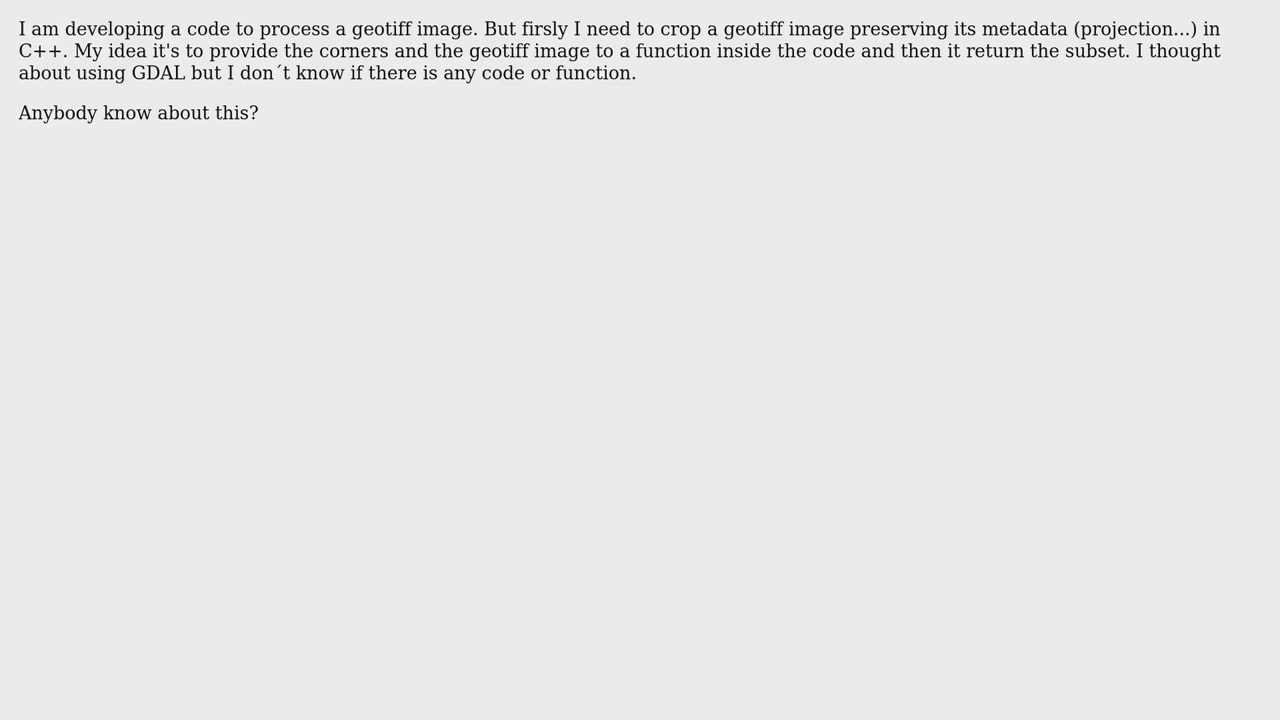 I am developing a code to process a geotiff image. But firsly I need to crop a geotiff image preserving its metadata (projection...) in
C++. My idea it's to provide the corners and the geotiff image to a function inside the code and then it return the subset. I thought
about using GDAL but I don´t know if there is any code or function.
Anybody know about this?